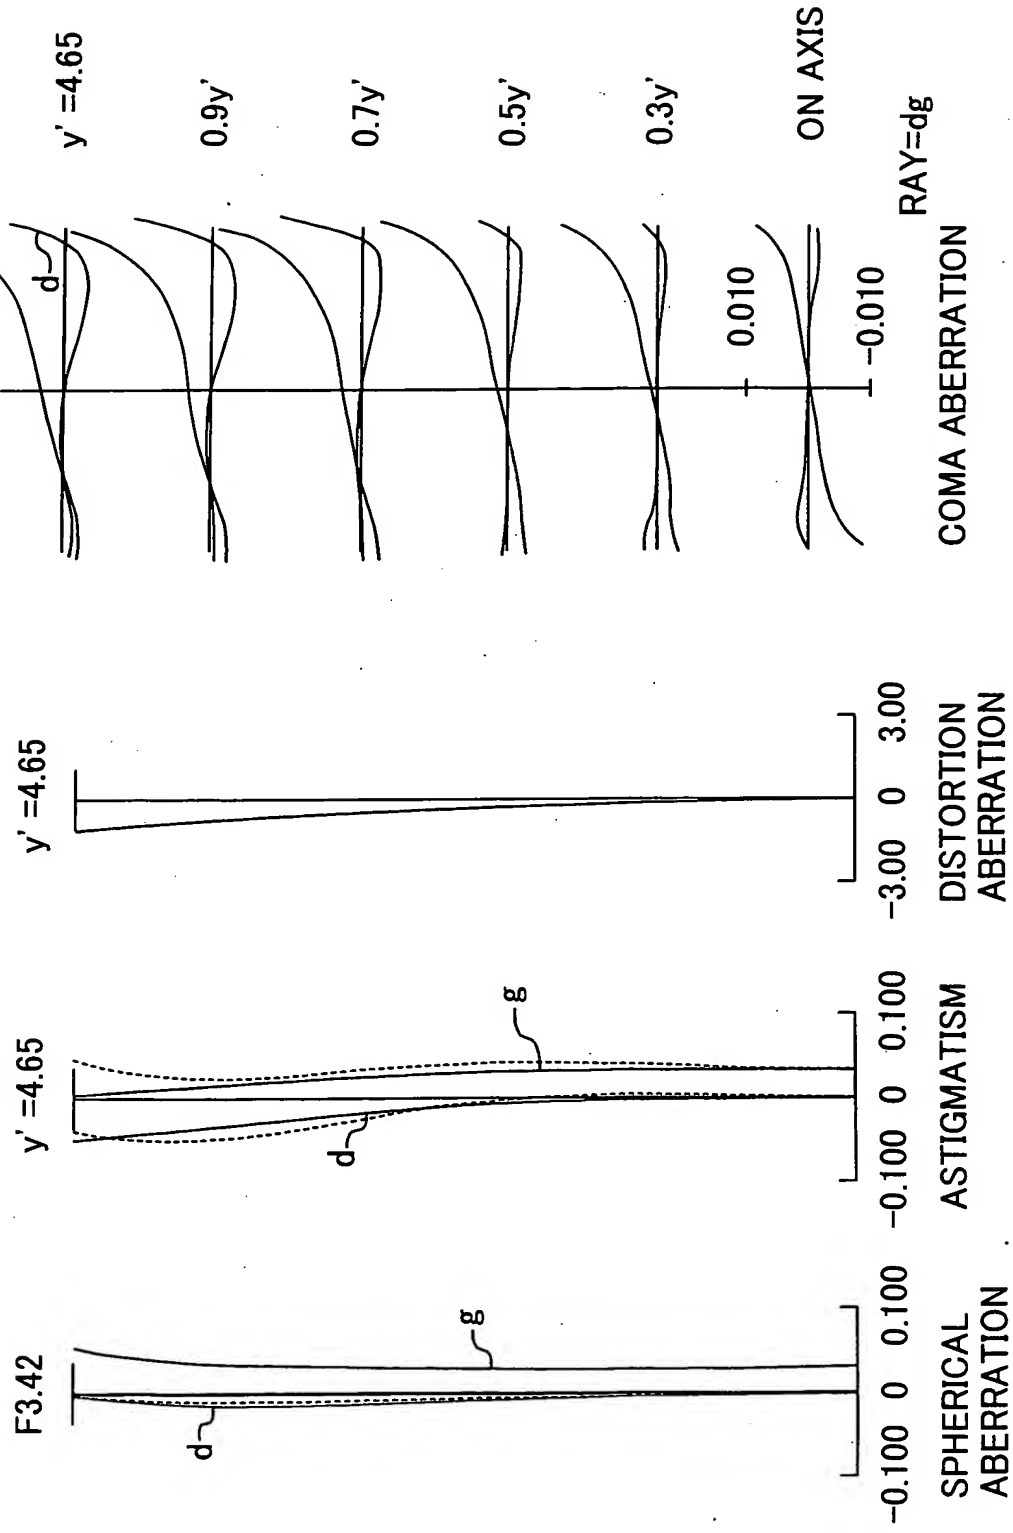 F3.42
d
g
-0.100 0 0.100
SPHERICAL
ABERRATION
y' =4.65
d
g
-0.100 0 0.100
ASTIGMATISM
y' =4.65
-3.00 0 3.00
DISTORTION
ABERRATION
d
y' =4.65
0.9y'
0.7y'
0.5y'
0.3y'
0.010
ON AXIS
-0.010
RAY=dg
COMA ABERRATION